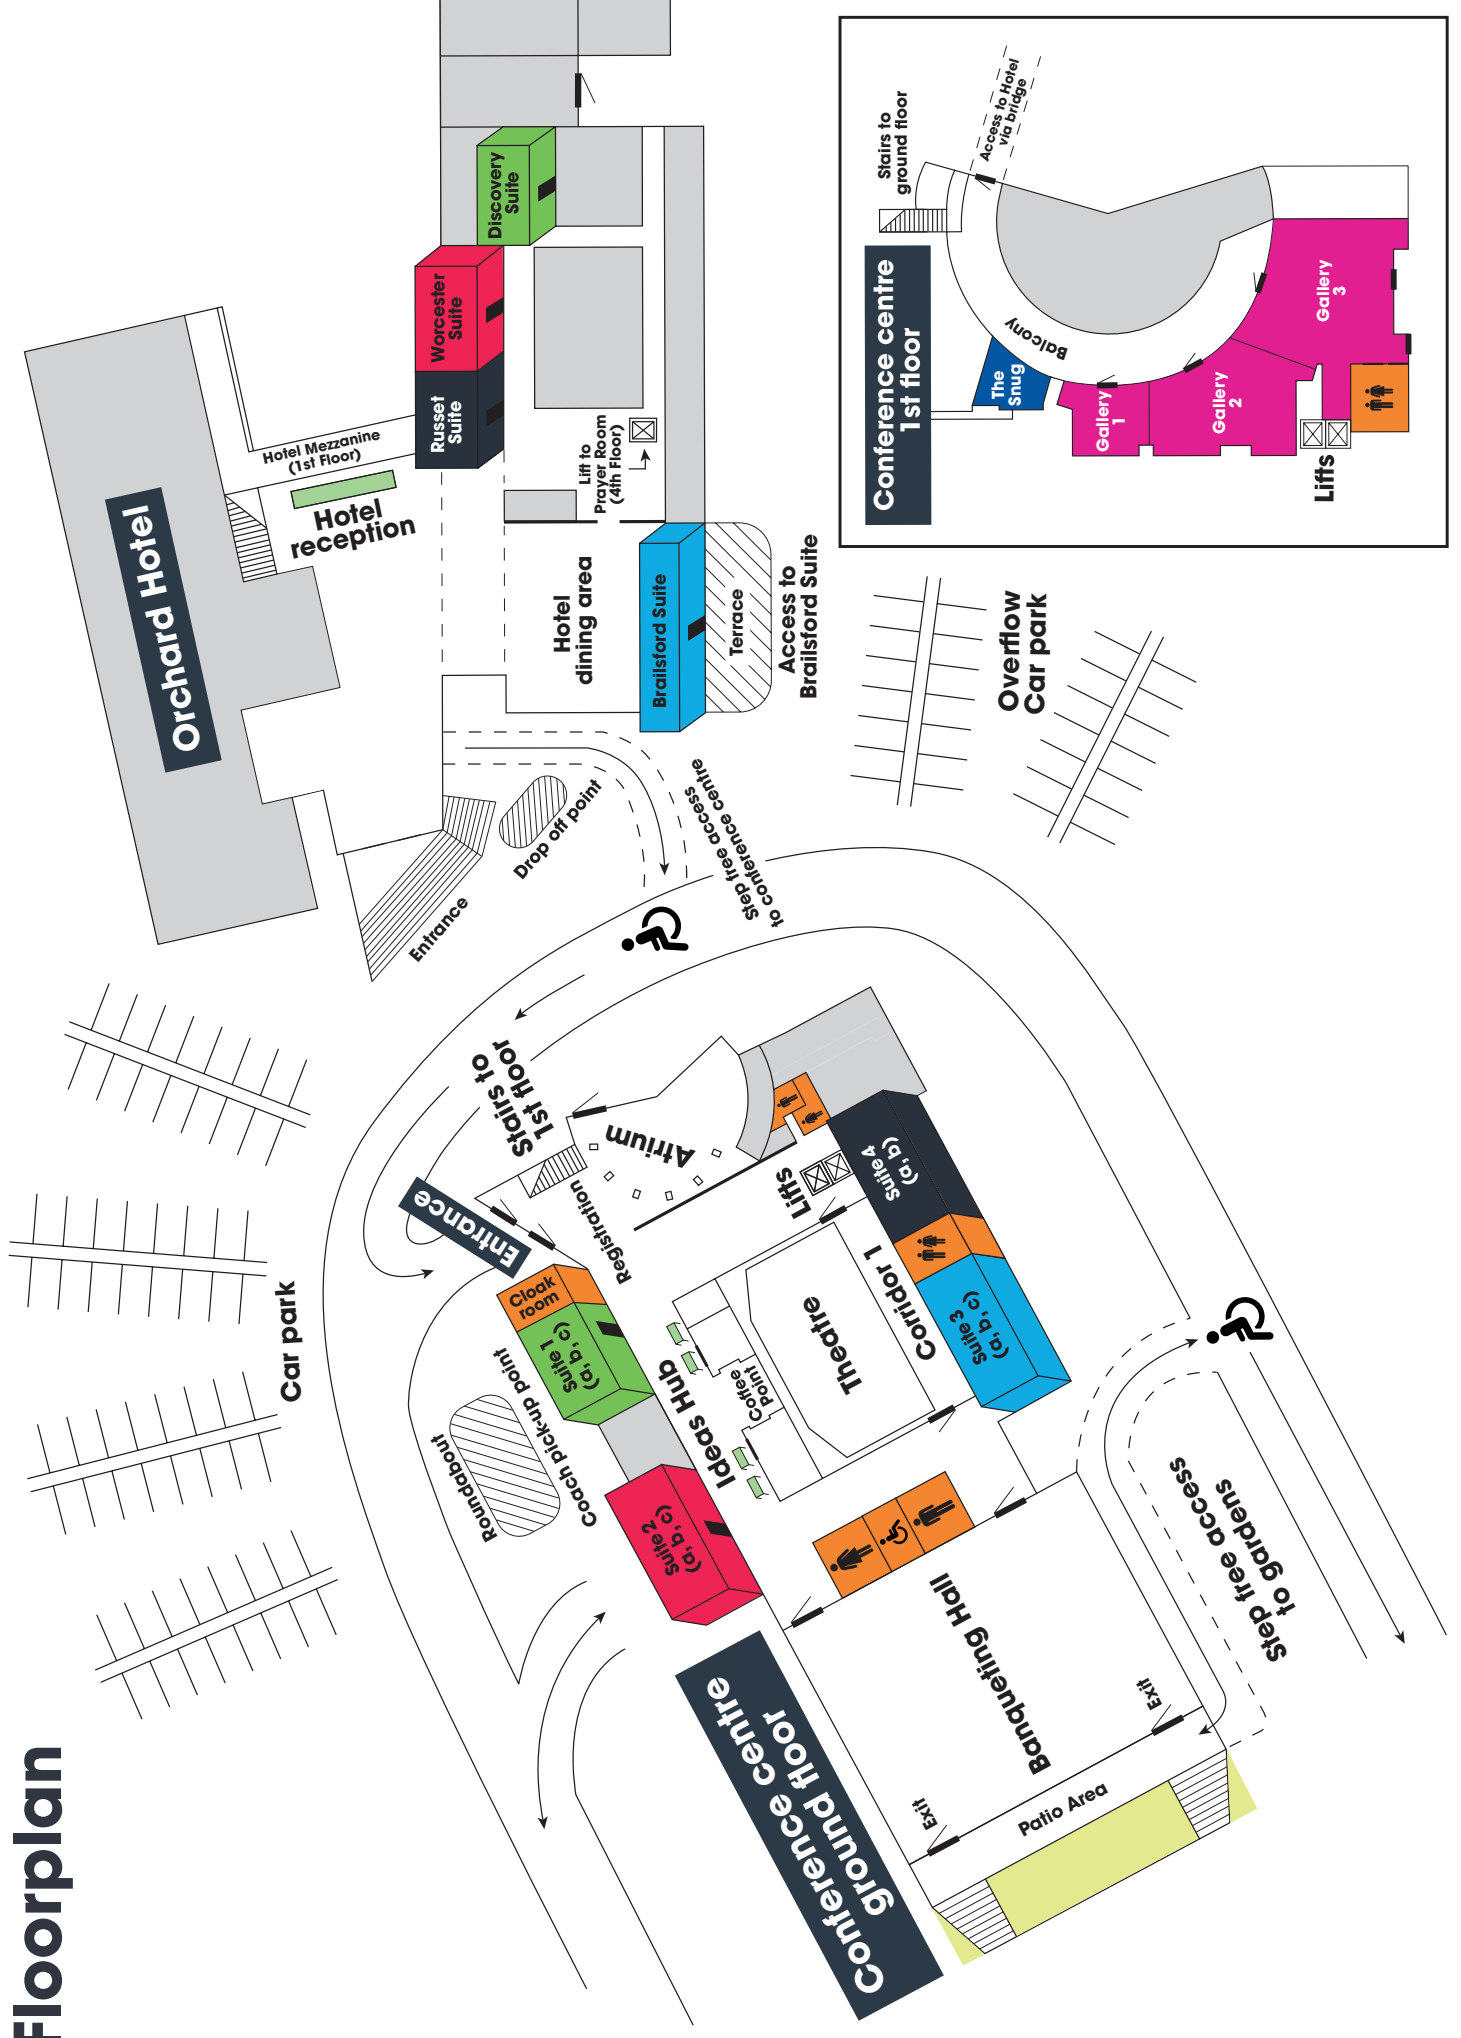 Floorplan
Orchard Hotel
Hotel Mezzanine
(1st Floor)
Hotel
reception
Russet
Suite
Worcester
Suite
Discovery
Suite
Lift to
Prayer Room
(4th Floor)
Hotel
dining area
Brailsford Suite
Terrace
Access to
Brailsford Suite
Drop off point
Entrance
Step free access
to conference centre
Overflow
Car park
Car park
Conference centre
1st floor
Stairs to
ground floor
Access to Hotel
via bridge
Balcony
The
Snug
Gallery
1
Gallery
2
Gallery
3
Lifts
Conference centre
ground floor
Stairs to
1st floor
Entrance
Atrium
Registration
Cloak
room
Suite 1
(a, b, c)
Suite 2
(a, b, c)
Roundabout
Coach pick-up point
Ideas Hub
Coffee
Point
Theatre
Lifts
Corridor 1
Suite 4
(a, b)
Suite 3
(a, b, c)
Banqueting Hall
Exit
Exit
Patio Area
Step free access
to gardens